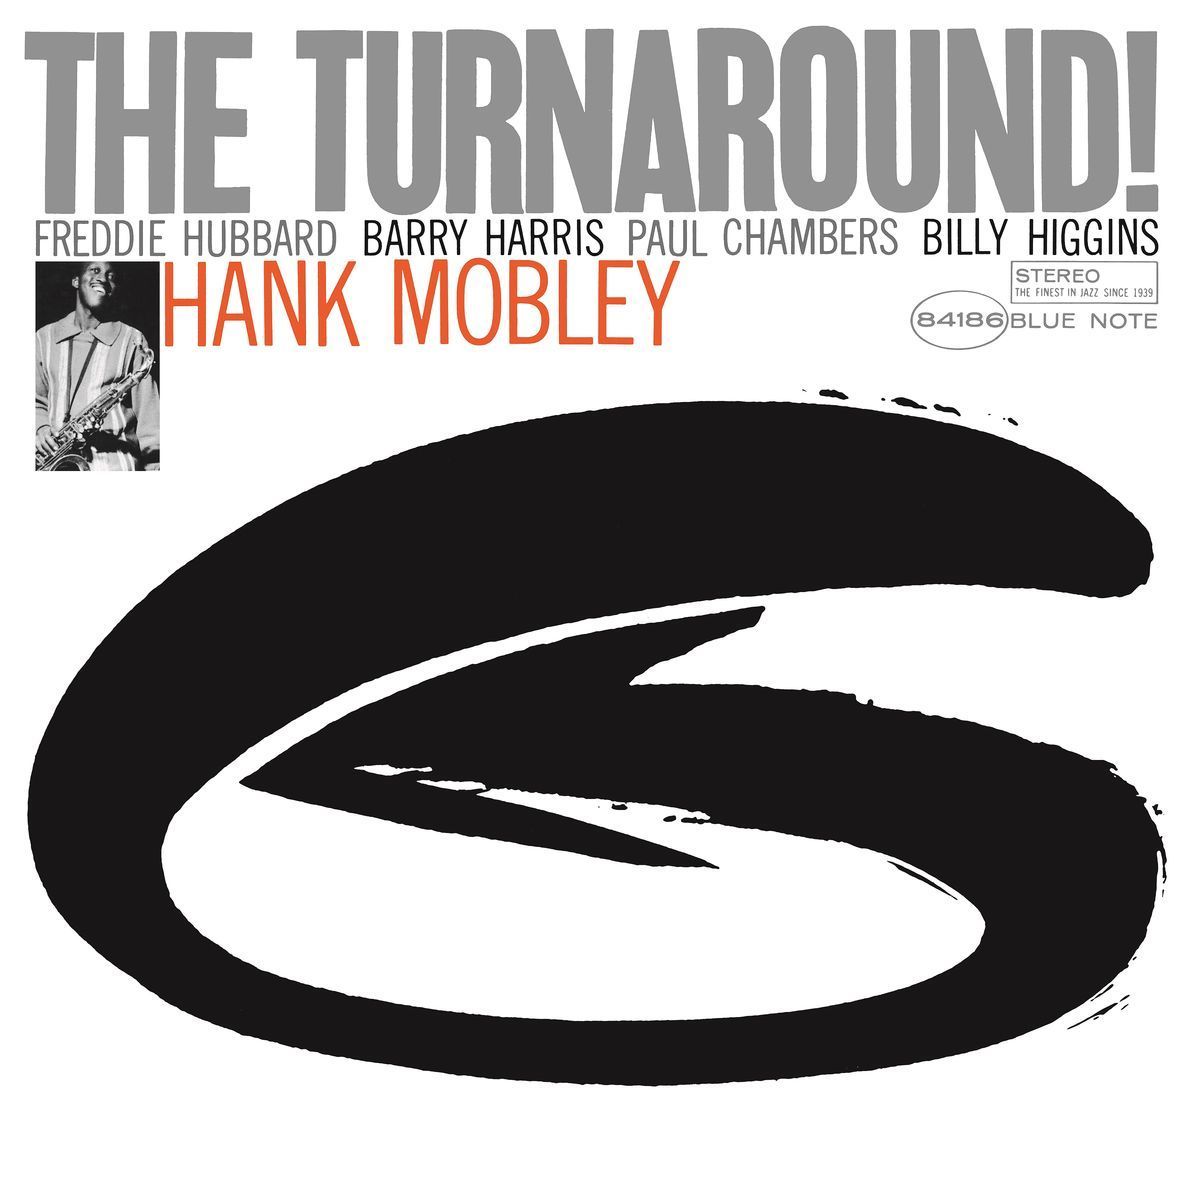 THE TURNAROUND!
FREDDIE HUBBARD BARRY HARRIS PAUL CHAMBERS BILLY HIGGINS
HANK MOBLEY
STEREO
THE FINEST IN JAZZ SINCE 1939
84186 BLUE NOTE